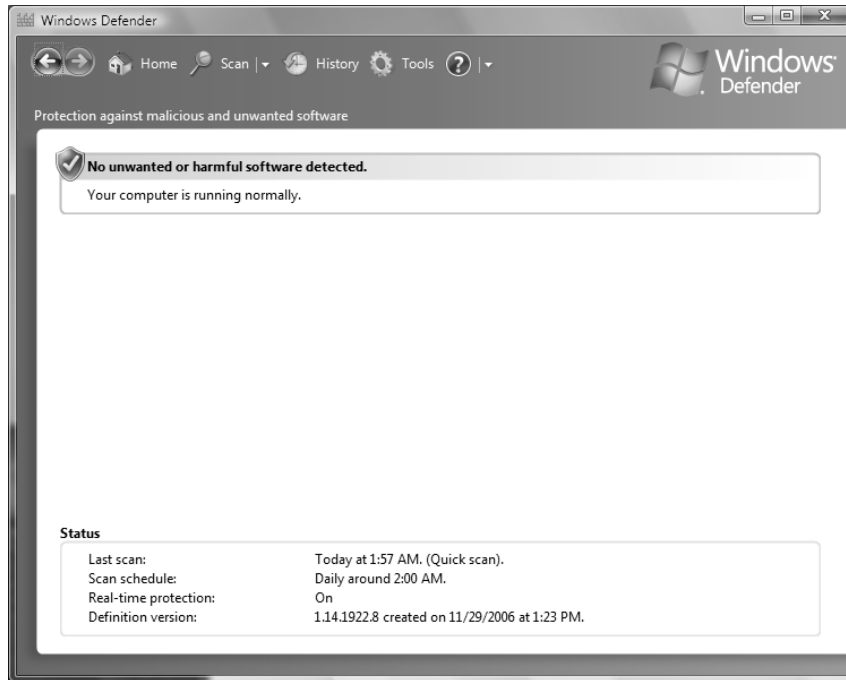 Windows Defender
Home Scan History Tools ?
Windows
Defender
Protection against malicious and unwanted software
No unwanted or harmful software detected.
Your computer is running normally.
Status
Last scan: Today at 1:57 AM. (Quick scan).
Scan schedule: Daily around 2:00 AM.
Real-time protection: On
Definition version: 1.14.1922.8 created on 11/29/2006 at 1:23 PM.